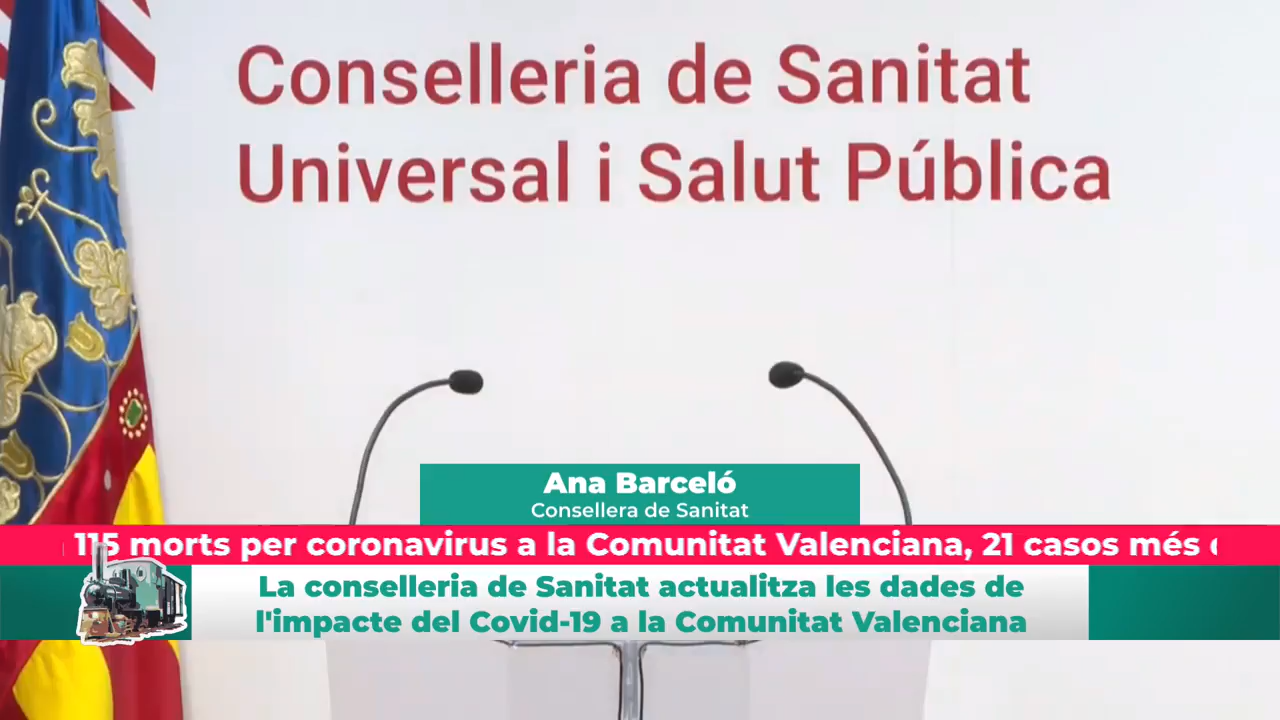 Conselleria de Sanitat
Universal i Salut Pública
Ana Barceló
Consellera de Sanitat
115 morts per coronavirus a la Comunitat Valenciana, 21 casos més
La conselleria de Sanitat actualitza les dades de
l'impacte del Covid-19 a la Comunitat Valenciana